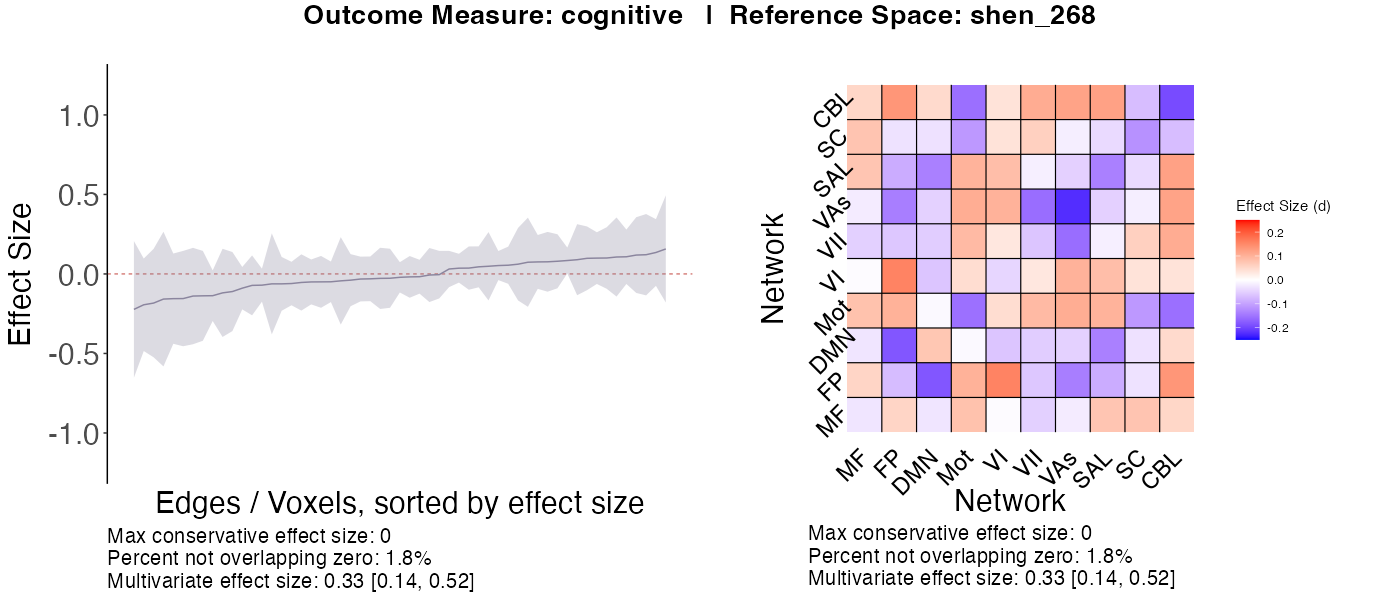 Outcome Measure: cognitive | Reference Space: shen_268
Effect Size
1.0
0.5
0.0
-0.5
-1.0
Edges / Voxels, sorted by effect size
Max conservative effect size: 0
Percent not overlapping zero: 1.8%
Multivariate effect size: 0.33 [0.14, 0.52]
Network
CBL
SC
SAL
VAs
VII
VI
Mot
DMN
FP
MF
MF FP DMN Mot VI VII VAs SAL SC CBL
Network
Max conservative effect size: 0
Percent not overlapping zero: 1.8%
Multivariate effect size: 0.33 [0.14, 0.52]
Effect Size (d)
0.2
0.1
0.0
-0.1
-0.2